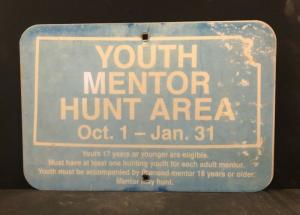 YOUTH
MENTOR
HUNT AREA
Oct. 1 – Jan. 31
Youth 17 years or younger are eligible.
Must have at least one hunting youth for each adult mentor.
Youth must be accompanied by licensed mentor 18 years or older.
Mentor may hunt.